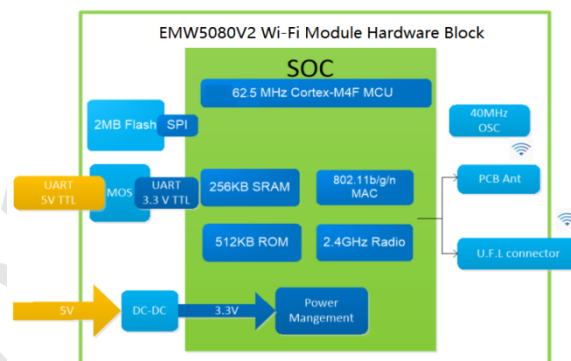 EMW5080V2 Wi-Fi Module Hardware Block
SOC
62.5 MHz Cortex-M4F MCU
2MB Flash
SPI
40MHz
OSC
UART
5V TTL
MOS
UART
3.3 V TTL
256KB SRAM
802.11b/g/n
MAC
PCB Ant
512KB ROM
2.4GHz Radio
U.F.L connector
5V
DC-DC
3.3V
Power
Mangement